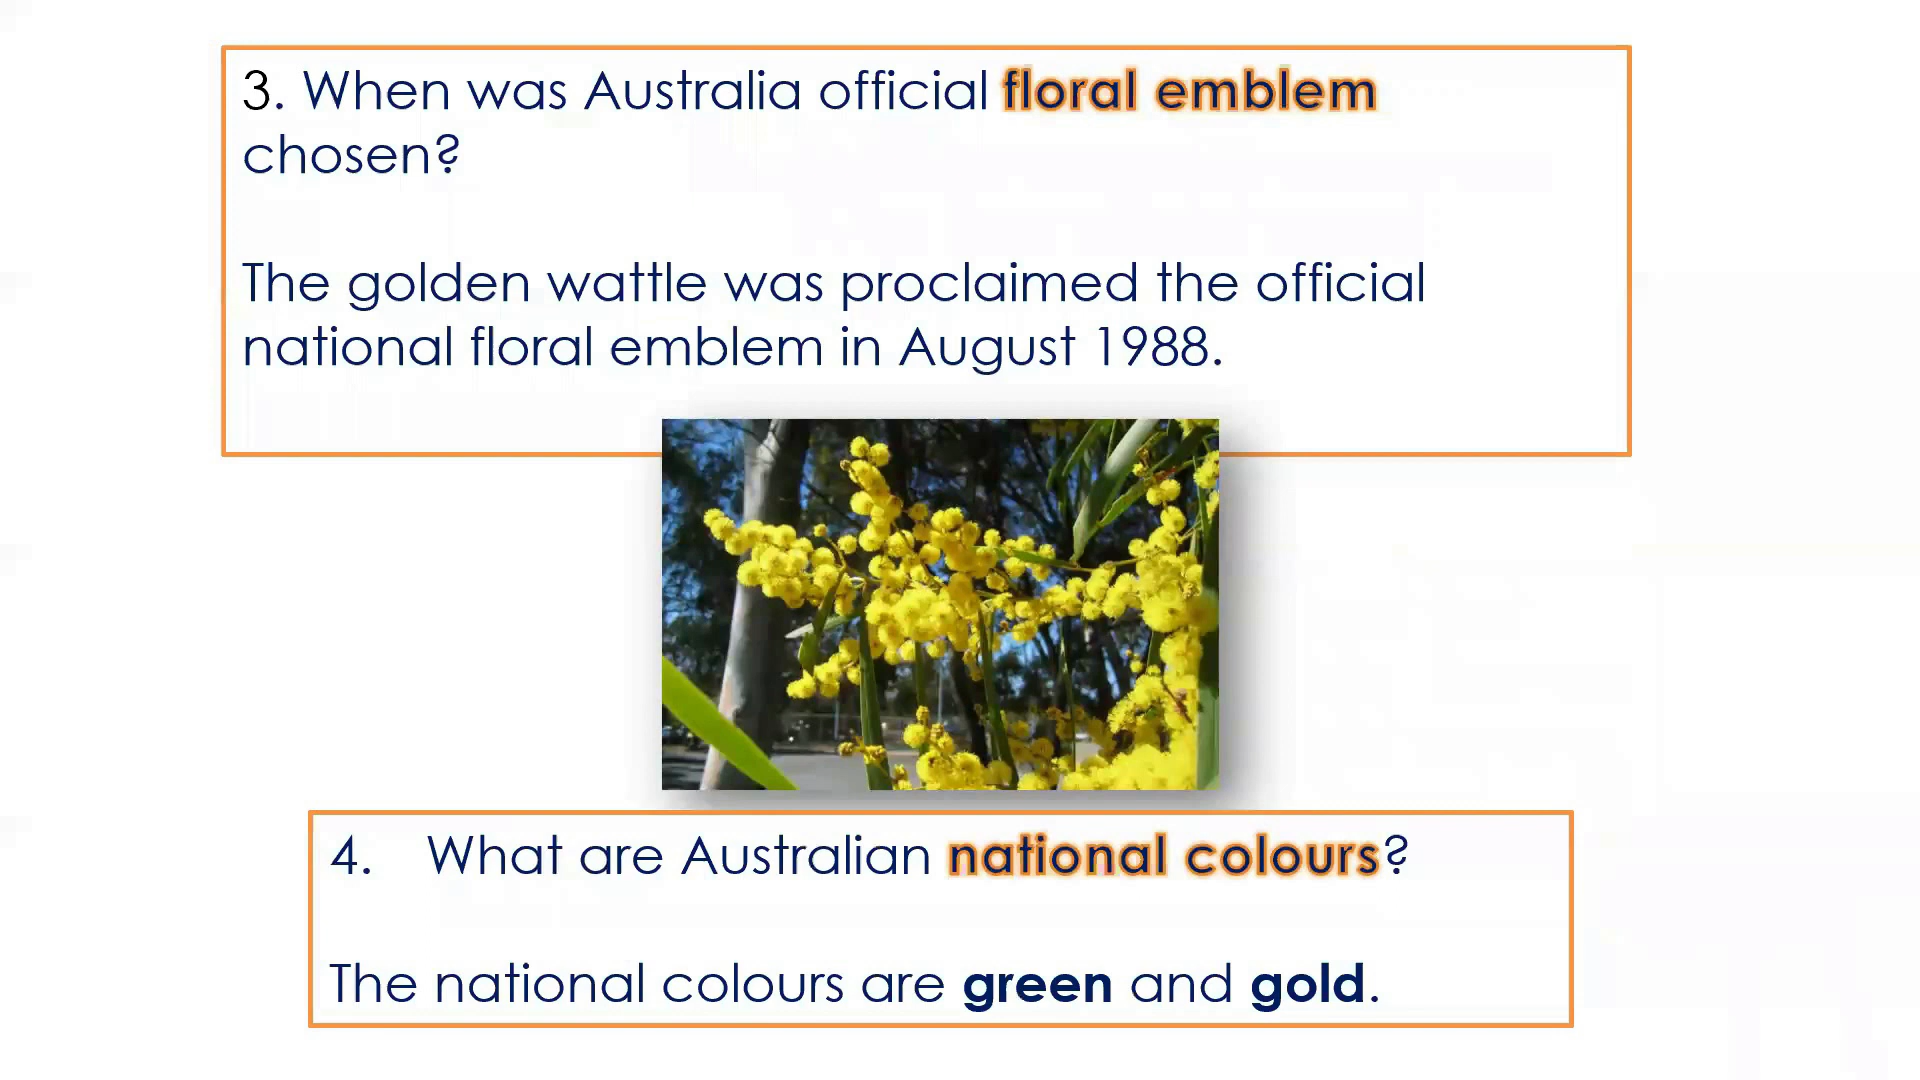 3. When was Australia official floral emblem
chosen?
The golden wattle was proclaimed the official
national floral emblem in August 1988.
4. What are Australian national colours?
The national colours are green and gold.